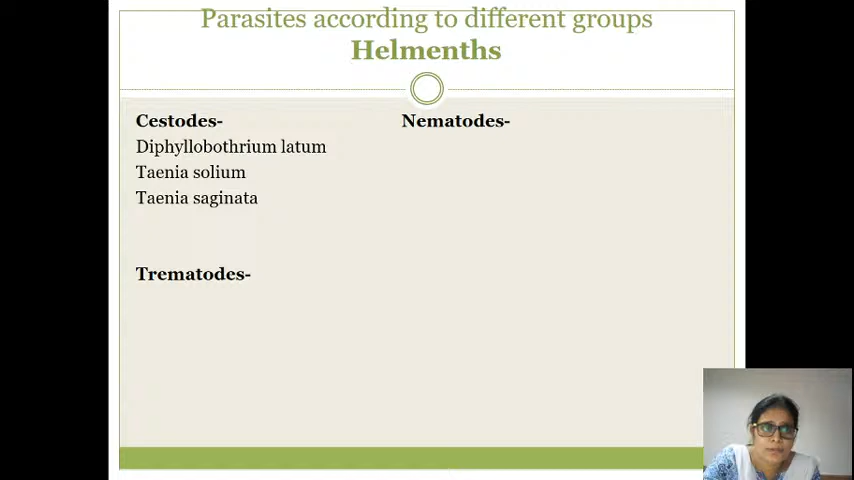 Parasites according to different groups
Helmenths
Cestodes-
Diphyllobothrium latum
Taenia solium
Taenia saginata
Trematodes-
Nematodes-